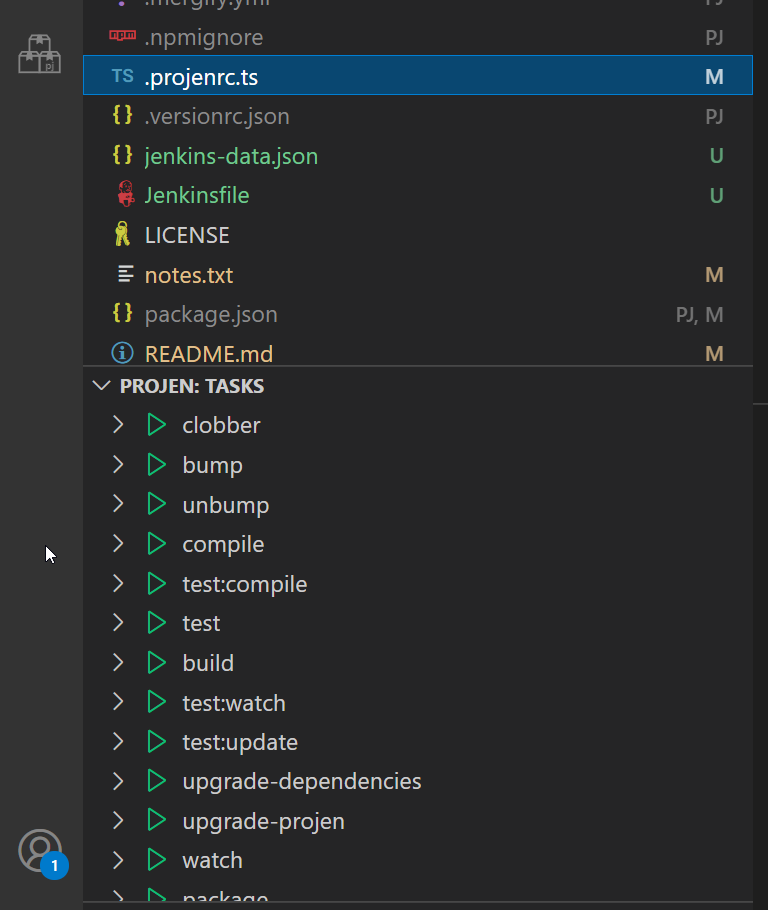 .mergify.yml PJ
.npmignore PJ
TS .projenrc.ts M
{} .versionrc.json PJ
{} jenkins-data.json U
Jenkinsfile U
LICENSE
notes.txt M
{} package.json PJ, M
README.md M
PROJEN: TASKS
clobber
bump
unbump
compile
test:compile
test
build
test:watch
test:update
upgrade-dependencies
upgrade-projen
watch
package
pj
1